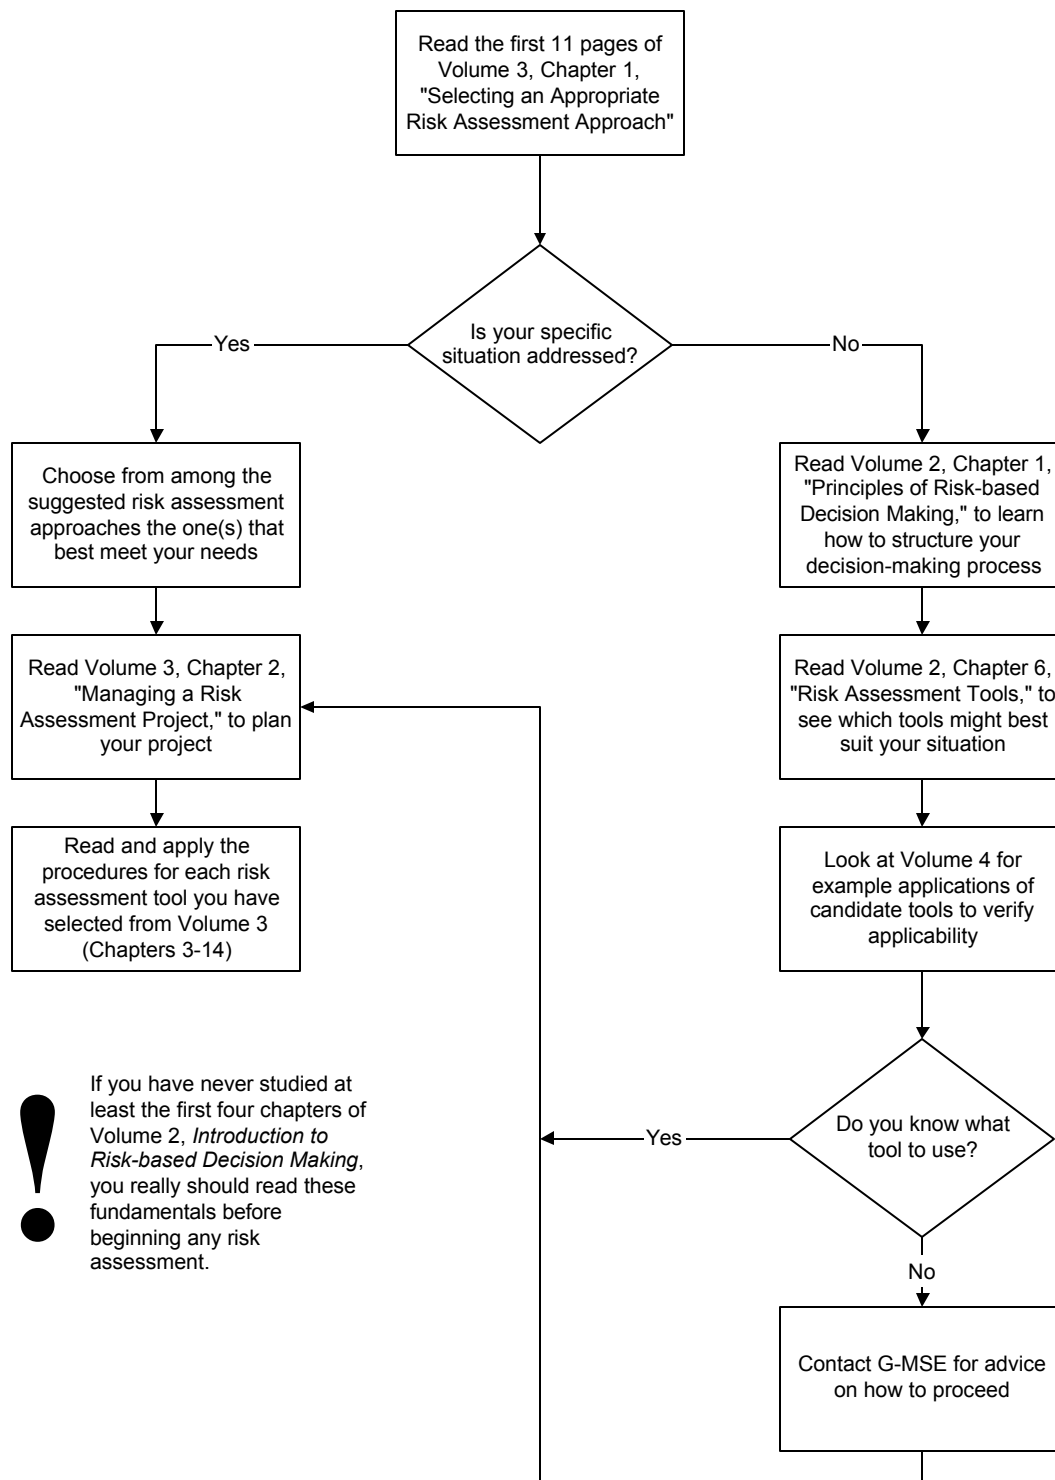 Read the first 11 pages of
Volume 3, Chapter 1,
"Selecting an Appropriate
Risk Assessment Approach"
Is your specific
situation addressed?
Yes
No
Choose from among the
suggested risk assessment
approaches the one(s) that
best meet your needs
Read Volume 2, Chapter 1,
"Principles of Risk-based
Decision Making," to learn
how to structure your
decision-making process
Read Volume 3, Chapter 2,
"Managing a Risk
Assessment Project," to plan
your project
Read Volume 2, Chapter 6,
"Risk Assessment Tools," to
see which tools might best
suit your situation
Read and apply the
procedures for each risk
assessment tool you have
selected from Volume 3
(Chapters 3-14)
Look at Volume 4 for
example applications of
candidate tools to verify
applicability
!
If you have never studied at
least the first four chapters of
Volume 2, Introduction to
Risk-based Decision Making,
you really should read these
fundamentals before
beginning any risk
assessment.
Do you know what
tool to use?
Yes
No
Contact G-MSE for advice
on how to proceed